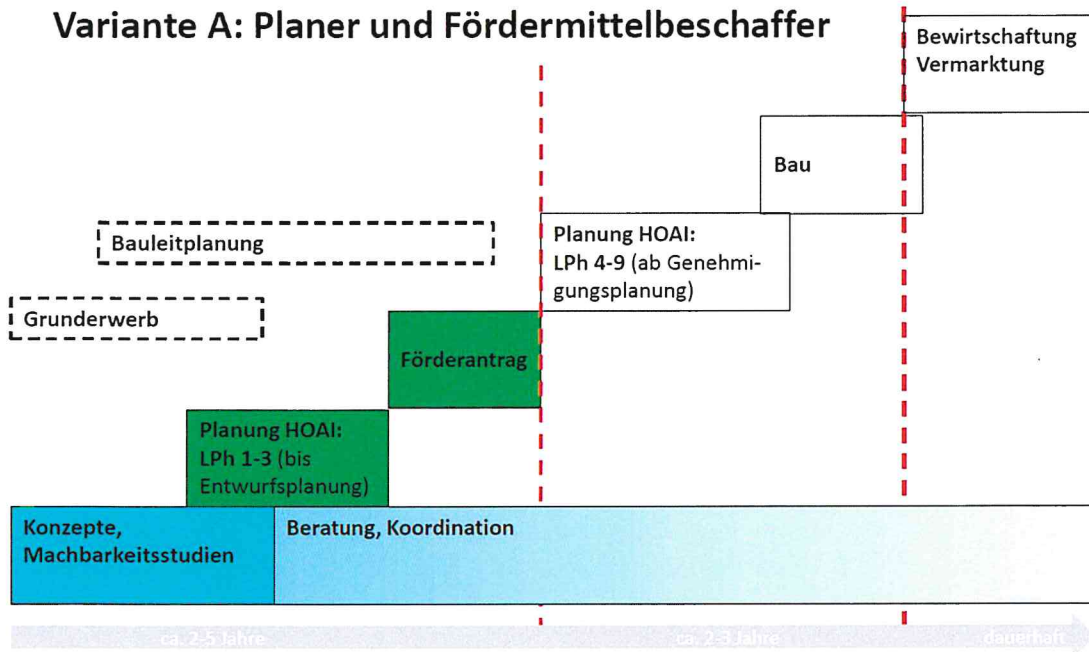 Variante A: Planer und Fördermittelbeschaffer
Bewirtschaftung
Vermarktung
Bau
Bauleitplanung
Planung HOAI:
LPh 4-9 (ab Genehmi-
gungsplanung)
Grunderwerb
Förderantrag
Planung HOAI:
LPh 1-3 (bis
Entwurfsplanung)
Konzepte,
Machbarkeitsstudien
Beratung, Koordination
ca. 2-5 Jahre
ca. 2-3 Jahre
dauerhaft